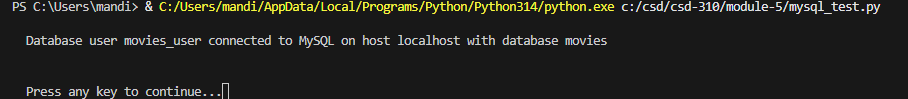 PS C:\Users\mandi> & C:/Users/mandi/AppData/Local/Programs/Python/Python314/python.exe c:/csd/csd-310/module-5/mysql_test.py
Database user movies_user connected to MySQL on host localhost with database movies
Press any key to continue...